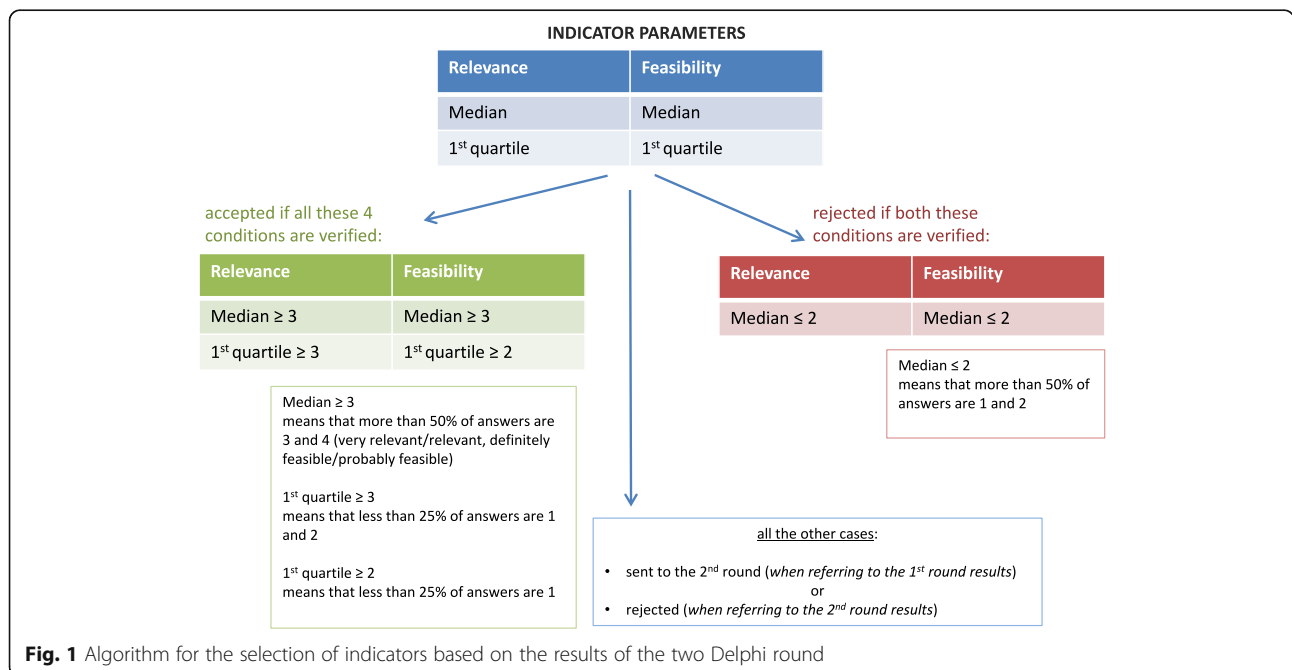 INDICATOR PARAMETERS
Relevance Feasibility
Median Median
1st quartile 1st quartile
accepted if all these 4
conditions are verified:
Relevance Feasibility
Median ≥ 3 Median ≥ 3
1st quartile ≥ 3 1st quartile ≥ 2
Median ≥ 3
means that more than 50% of answers are
3 and 4 (very relevant/relevant, definitely
feasible/probably feasible)
1st quartile ≥ 3
means that less than 25% of answers are 1
and 2
1st quartile ≥ 2
means that less than 25% of answers are 1
rejected if both these
conditions are verified:
Relevance Feasibility
Median ≤ 2 Median ≤ 2
Median ≤ 2
means that more than 50% of
answers are 1 and 2
all the other cases:
• sent to the 2nd round (when referring to the 1st round results)
or
• rejected (when referring to the 2nd round results)
Fig. 1 Algorithm for the selection of indicators based on the results of the two Delphi round